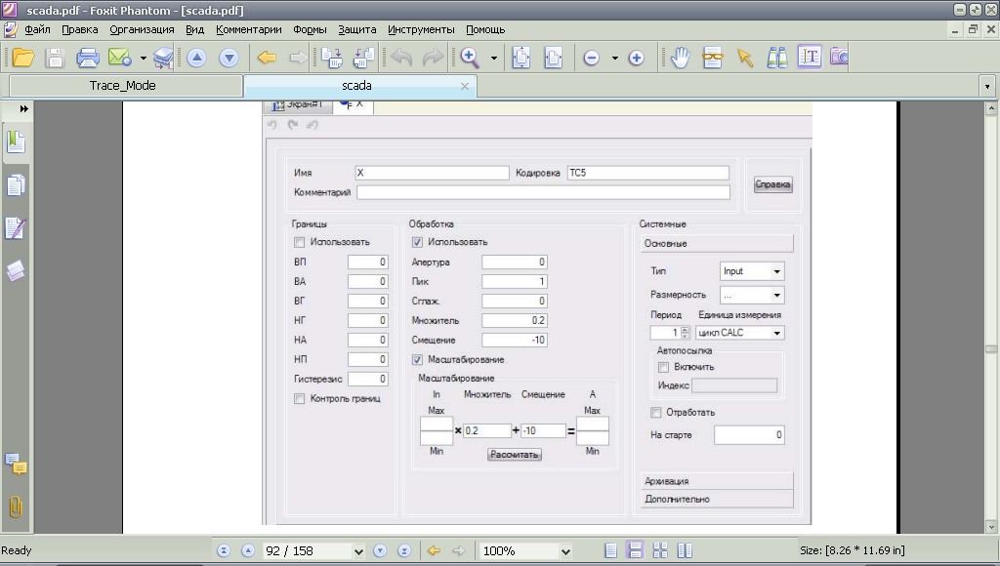 scada.pdf - Foxit Phantom - [scada.pdf]
Файл Правка Организация Вид Комментарии Формы Защита Инструменты Помощь
Trace_Mode scada
Экран#1 X
Имя X Кодировка TC5
Комментарий
Справка
Границы
Использовать
ВП 0
ВА 0
ВГ 0
НГ 0
НА 0
НП 0
Гистерезис 0
Контроль границ
Обработка
Использовать
Апертура 0
Пик 1
Сглаж. 0
Множитель 0.2
Смещение -10
Масштабирование
Масштабирование
In Множитель Смещение A
Max Max
× 0.2 + -10 =
Min Min
Рассчитать
Системные
Основные
Тип Input
Размерность ...
Период Единица измерения
1 цикл CALC
Автопосылка
Включить
Индекс
Отработать
На старте 0
Архивация
Дополнительно
Ready 92 / 158 100% Size: [8.26 * 11.69 in]